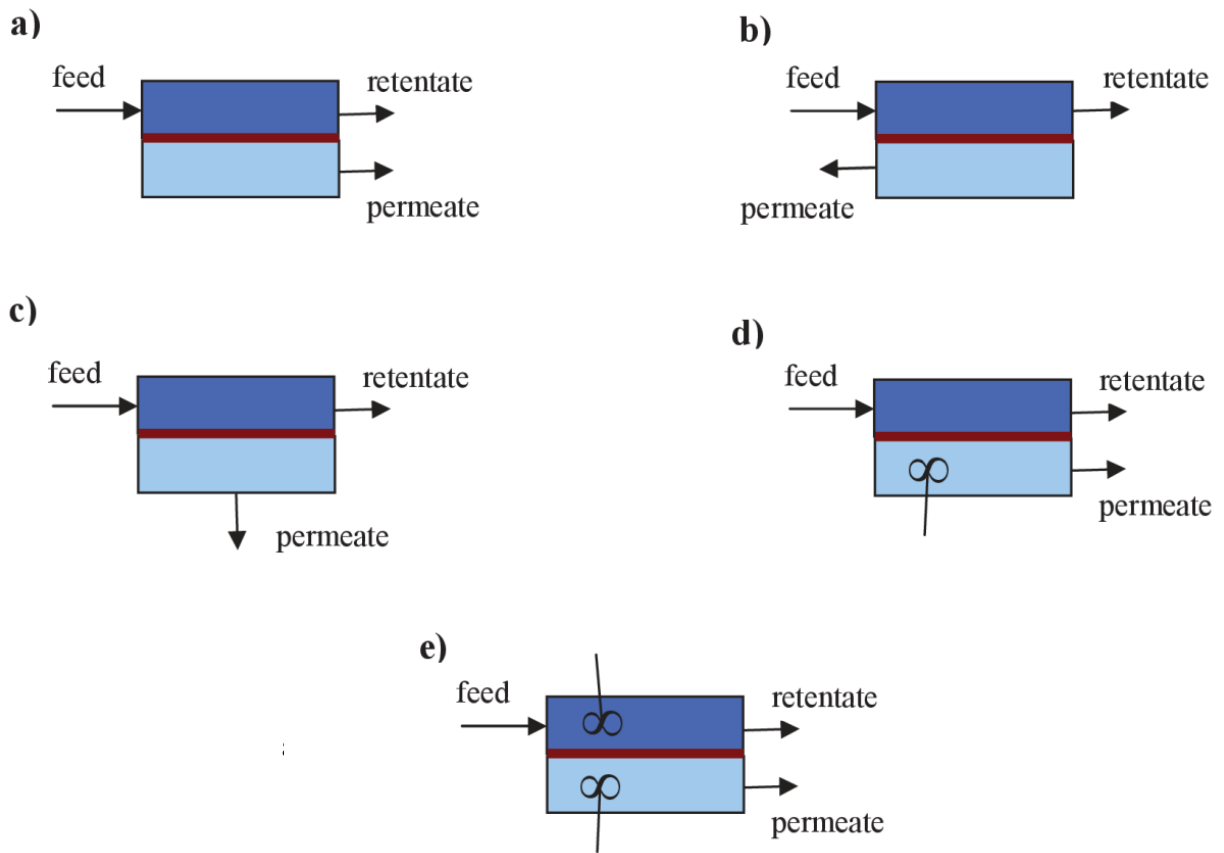 a)
feed
retentate
permeate
b)
feed
retentate
permeate
c)
feed
retentate
permeate
d)
feed
retentate
∞
permeate
e)
feed
∞
retentate
∞
permeate